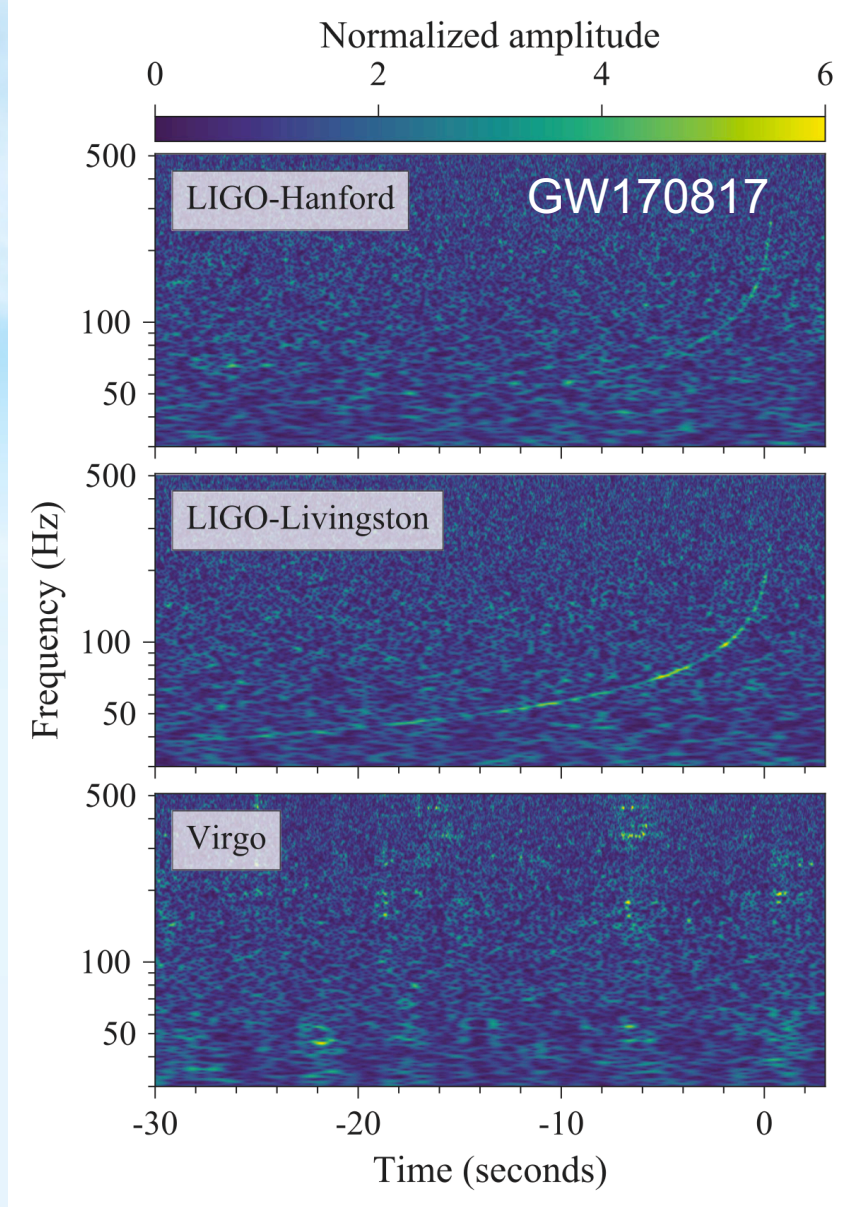 Normalized amplitude
0 2 4 6
500
LIGO-Hanford
GW170817
100
50
500
LIGO-Livingston
100
50
Frequency (Hz)
500
Virgo
100
50
-30 -20 -10 0
Time (seconds)